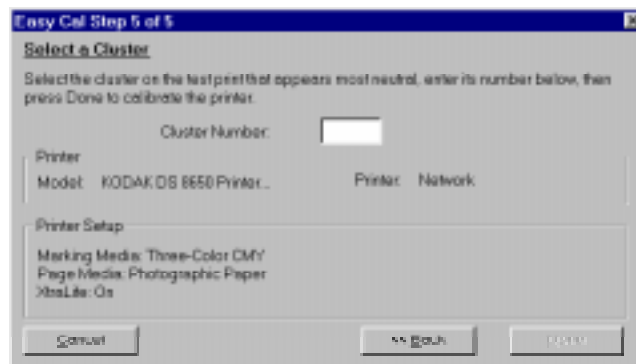 Easy Cal Step 5 of 5
Select a Cluster
Select the cluster on the test print that appears most neutral, enter its number below, then
press Done to calibrate the printer.
Cluster Number:
Printer
Model: KODAK DS 8650 Printer... Printer: Network
Printer Setup
Marking Media: Three-Color CMY
Page Media: Photographic Paper
XtraLife: On
Cancel << Back Done